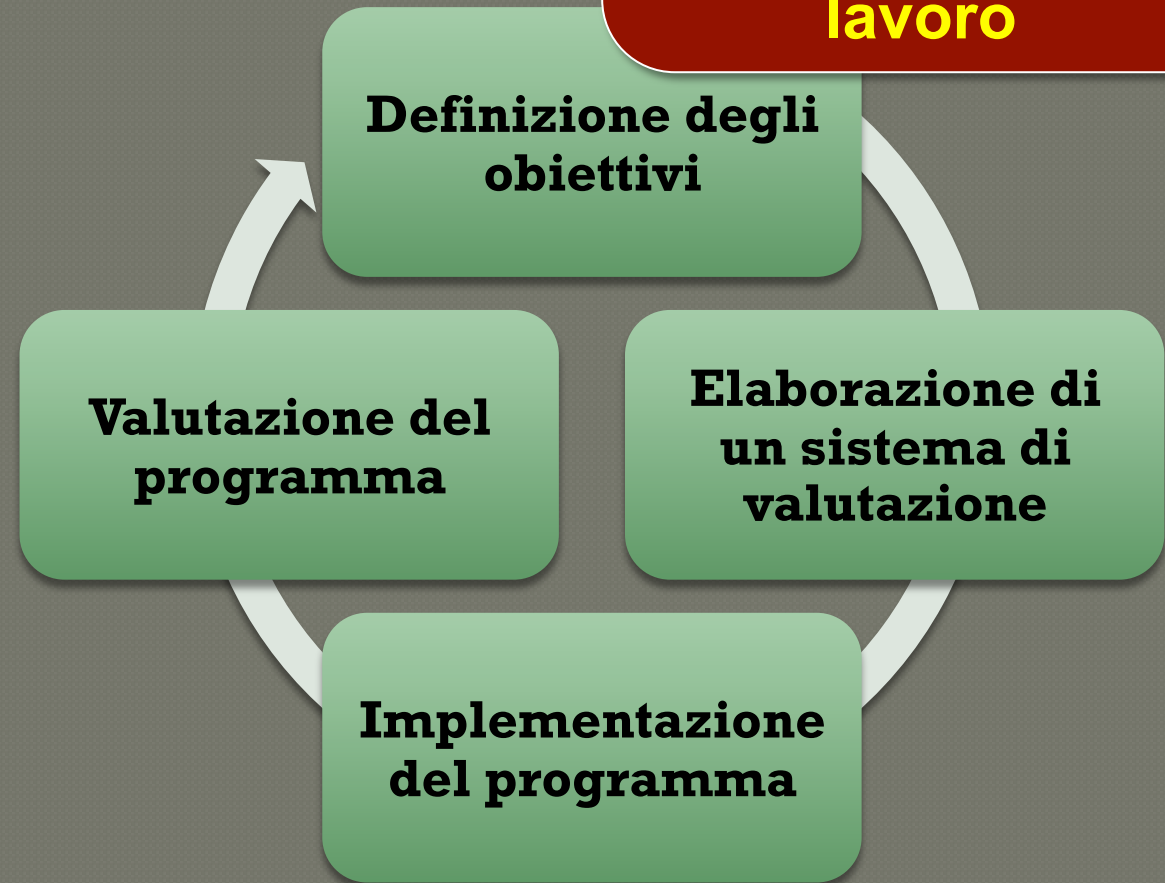 lavoro
Definizione degli
obiettivi
Elaborazione di
un sistema di
valutazione
Implementazione
del programma
Valutazione del
programma